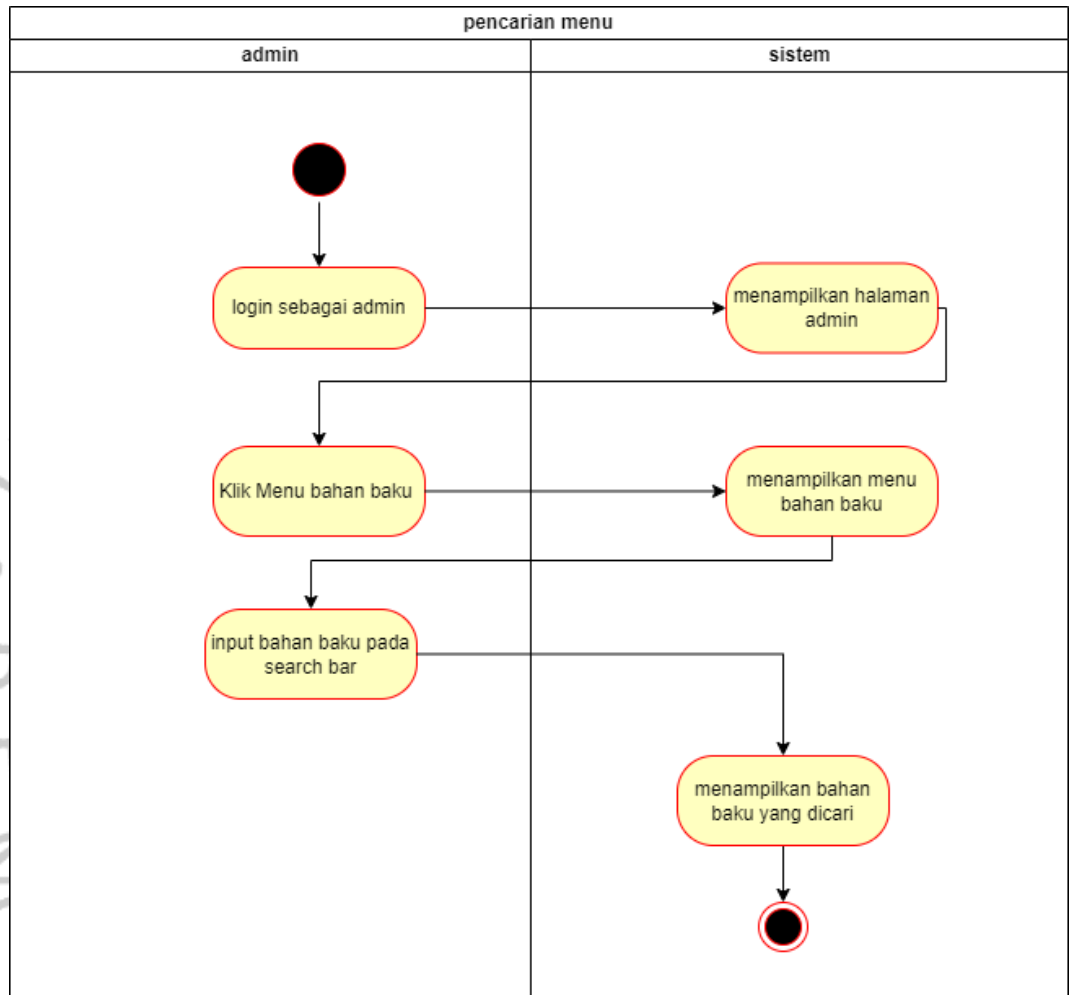 pencarian menu
admin
sistem
login sebagai admin
menampilkan halaman
admin
Klik Menu bahan baku
menampilkan menu
bahan baku
input bahan baku pada
search bar
menampilkan bahan
baku yang dicari